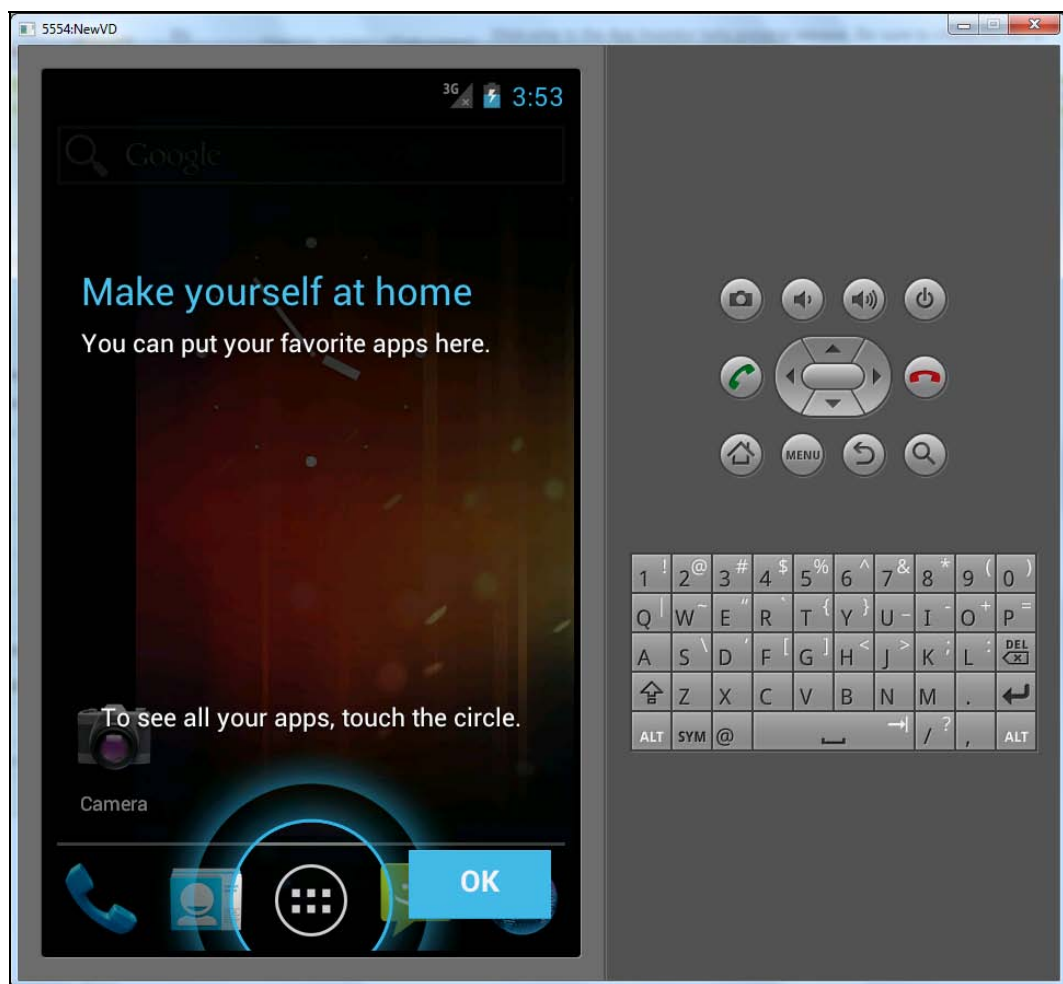 5554:NewVD
3G 3:53
Google
Make yourself at home
You can put your favorite apps here.
To see all your apps, touch the circle.
Camera
OK
MENU
1 ! 2 @ 3 # 4 $ 5 % 6 ^ 7 & 8 * 9 ( 0 )
Q | W ~ E " R ` T { Y } U _ I - O + P =
A S \ D ' F [ G ] H < J > K ; L : DEL
Z X C V B N M .
ALT SYM @ / ? , ALT